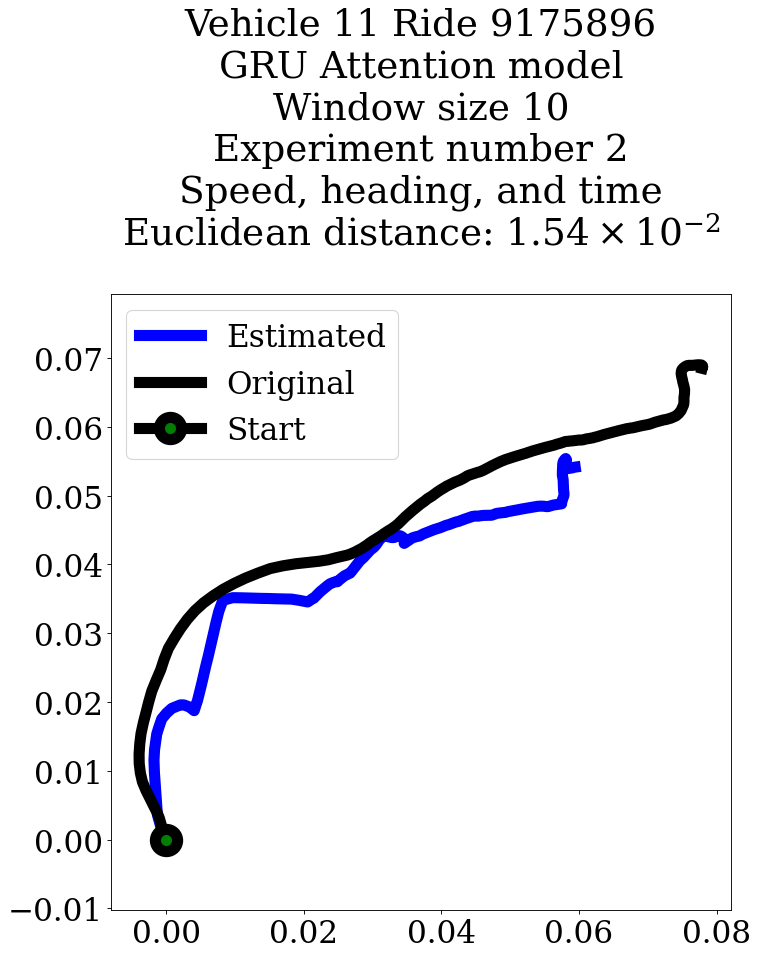 Vehicle 11 Ride 9175896
GRU Attention model
Window size 10
Experiment number 2
Speed, heading, and time
Euclidean distance: 1.54 × 10⁻²
Estimated
Original
Start
0.07
0.06
0.05
0.04
0.03
0.02
0.01
0.00
−0.01
0.00 0.02 0.04 0.06 0.08